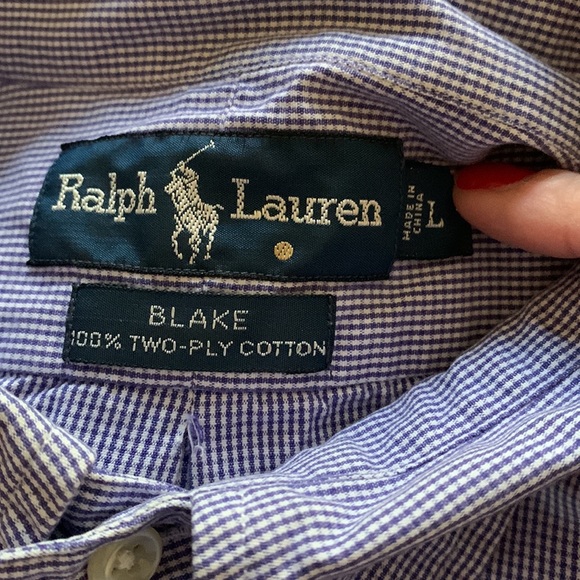 Ralph Lauren
MADE IN
CHINA
L
BLAKE
100% TWO-PLY COTTON